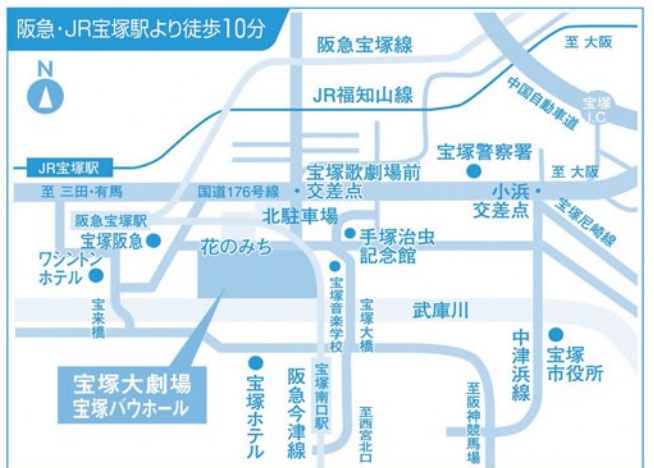 阪急・JR宝塚駅より徒歩10分
N
阪急宝塚線
至 大阪
JR福知山線
中国自動車道
宝塚
I.C
JR宝塚駅
宝塚歌劇場前
交差点
宝塚警察署
至 大阪
至 三田・有馬
国道176号線
小浜
交差点
北駐車場
阪急宝塚駅
宝塚阪急
花のみち
手塚治虫
記念館
宝塚尼崎線
ワシントン
ホテル
宝来橋
宝塚音楽学校
宝塚大橋
武庫川
中津浜線
宝塚
市役所
宝塚大劇場
宝塚バウホール
宝塚ホテル
阪急今津線
宝塚南口駅
至西宮北口
至阪神競馬場